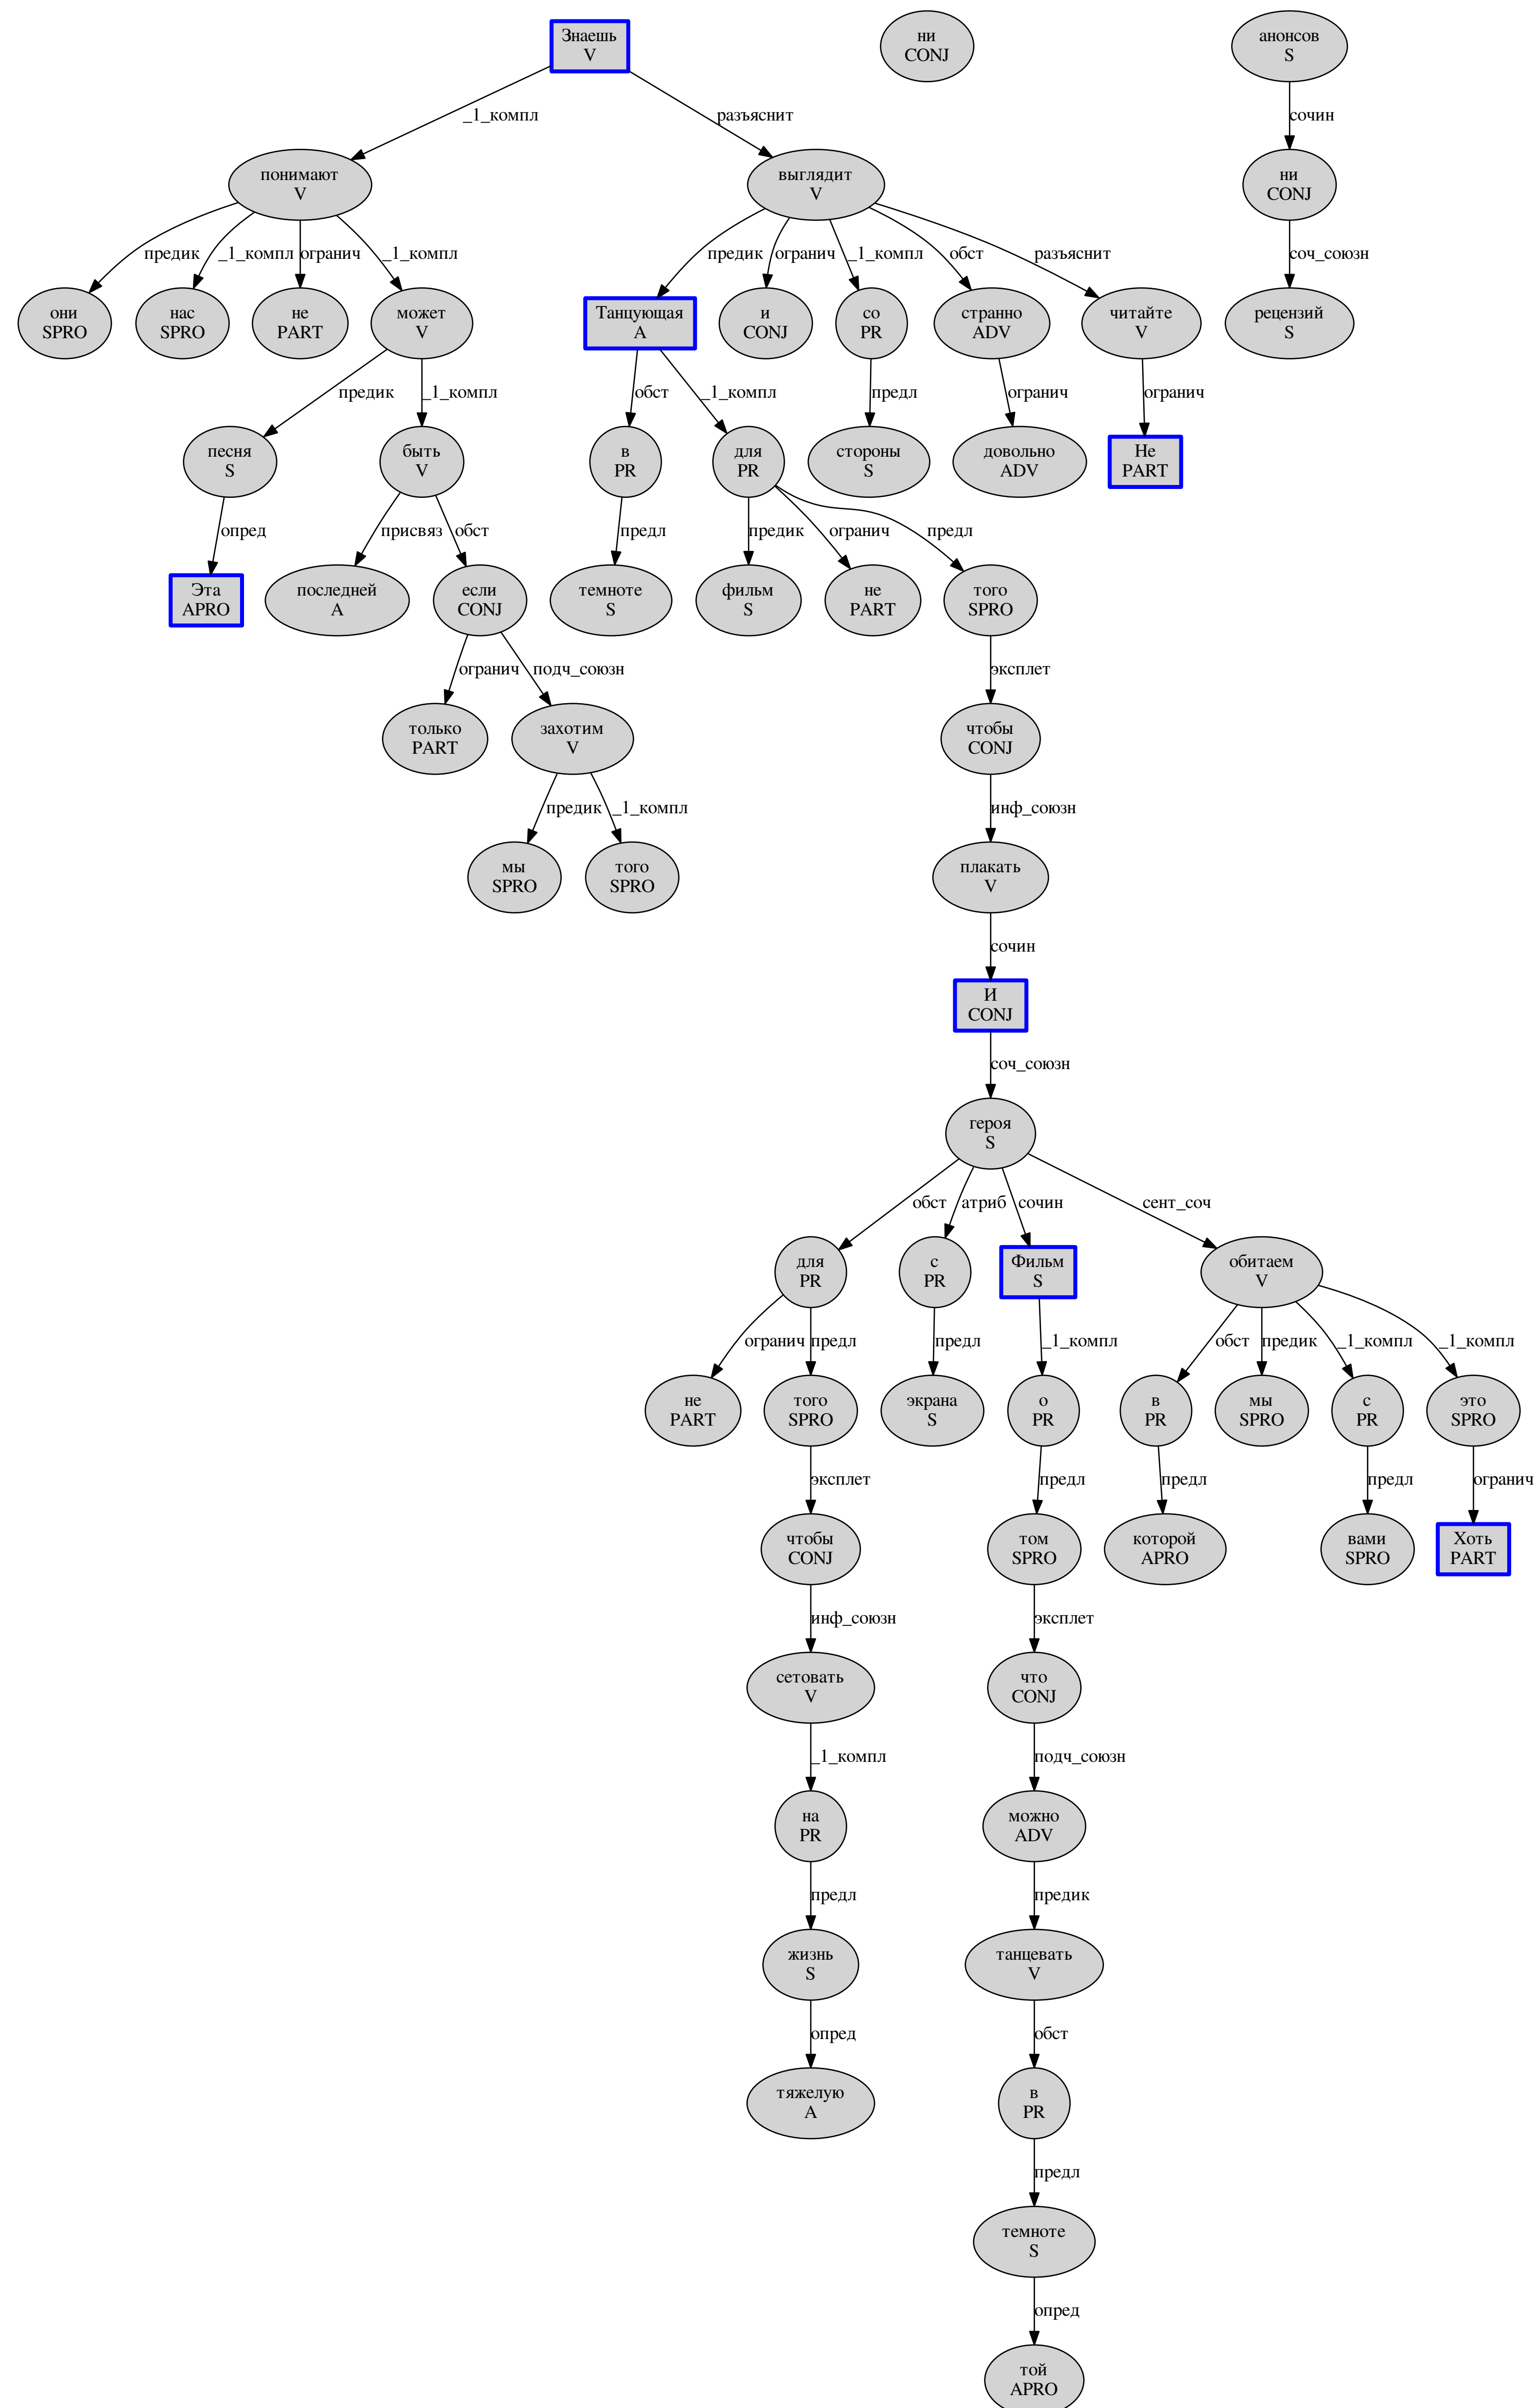 Знаешь
V
ни
CONJ
анонсов
S
_1_компл
разъяснит
сочин
понимают
V
выглядит
V
ни
CONJ
предик
_1_компл
огранич
_1_компл
предик
огранич
_1_компл
обст
разъяснит
соч_союзн
они
SPRO
нас
SPRO
не
PART
может
V
Танцующая
A
и
CONJ
со
PR
странно
ADV
читайте
V
рецензий
S
предик
_1_компл
обст
_1_компл
предл
огранич
огранич
песня
S
быть
V
в
PR
для
PR
стороны
S
довольно
ADV
Не
PART
опред
присвяз
обст
предл
предик
огранич
предл
Эта
APRO
последней
A
если
CONJ
темноте
S
фильм
S
не
PART
того
SPRO
огранич
подч_союзн
эксплет
только
PART
захотим
V
чтобы
CONJ
предик
_1_компл
инф_союзн
мы
SPRO
того
SPRO
плакать
V
сочин
И
CONJ
соч_союзн
героя
S
обст
атриб
сочин
сент_соч
для
PR
с
PR
Фильм
S
обитаем
V
огранич
предл
предл
_1_компл
обст
предик
_1_компл
_1_компл
не
PART
того
SPRO
экрана
S
о
PR
в
PR
мы
SPRO
с
PR
это
SPRO
эксплет
предл
предл
предл
огранич
чтобы
CONJ
том
SPRO
которой
APRO
вами
SPRO
Хоть
PART
инф_союзн
эксплет
сетовать
V
что
CONJ
_1_компл
подч_союзн
на
PR
можно
ADV
предл
предик
жизнь
S
танцевать
V
опред
обст
тяжелую
A
в
PR
предл
темноте
S
опред
той
APRO